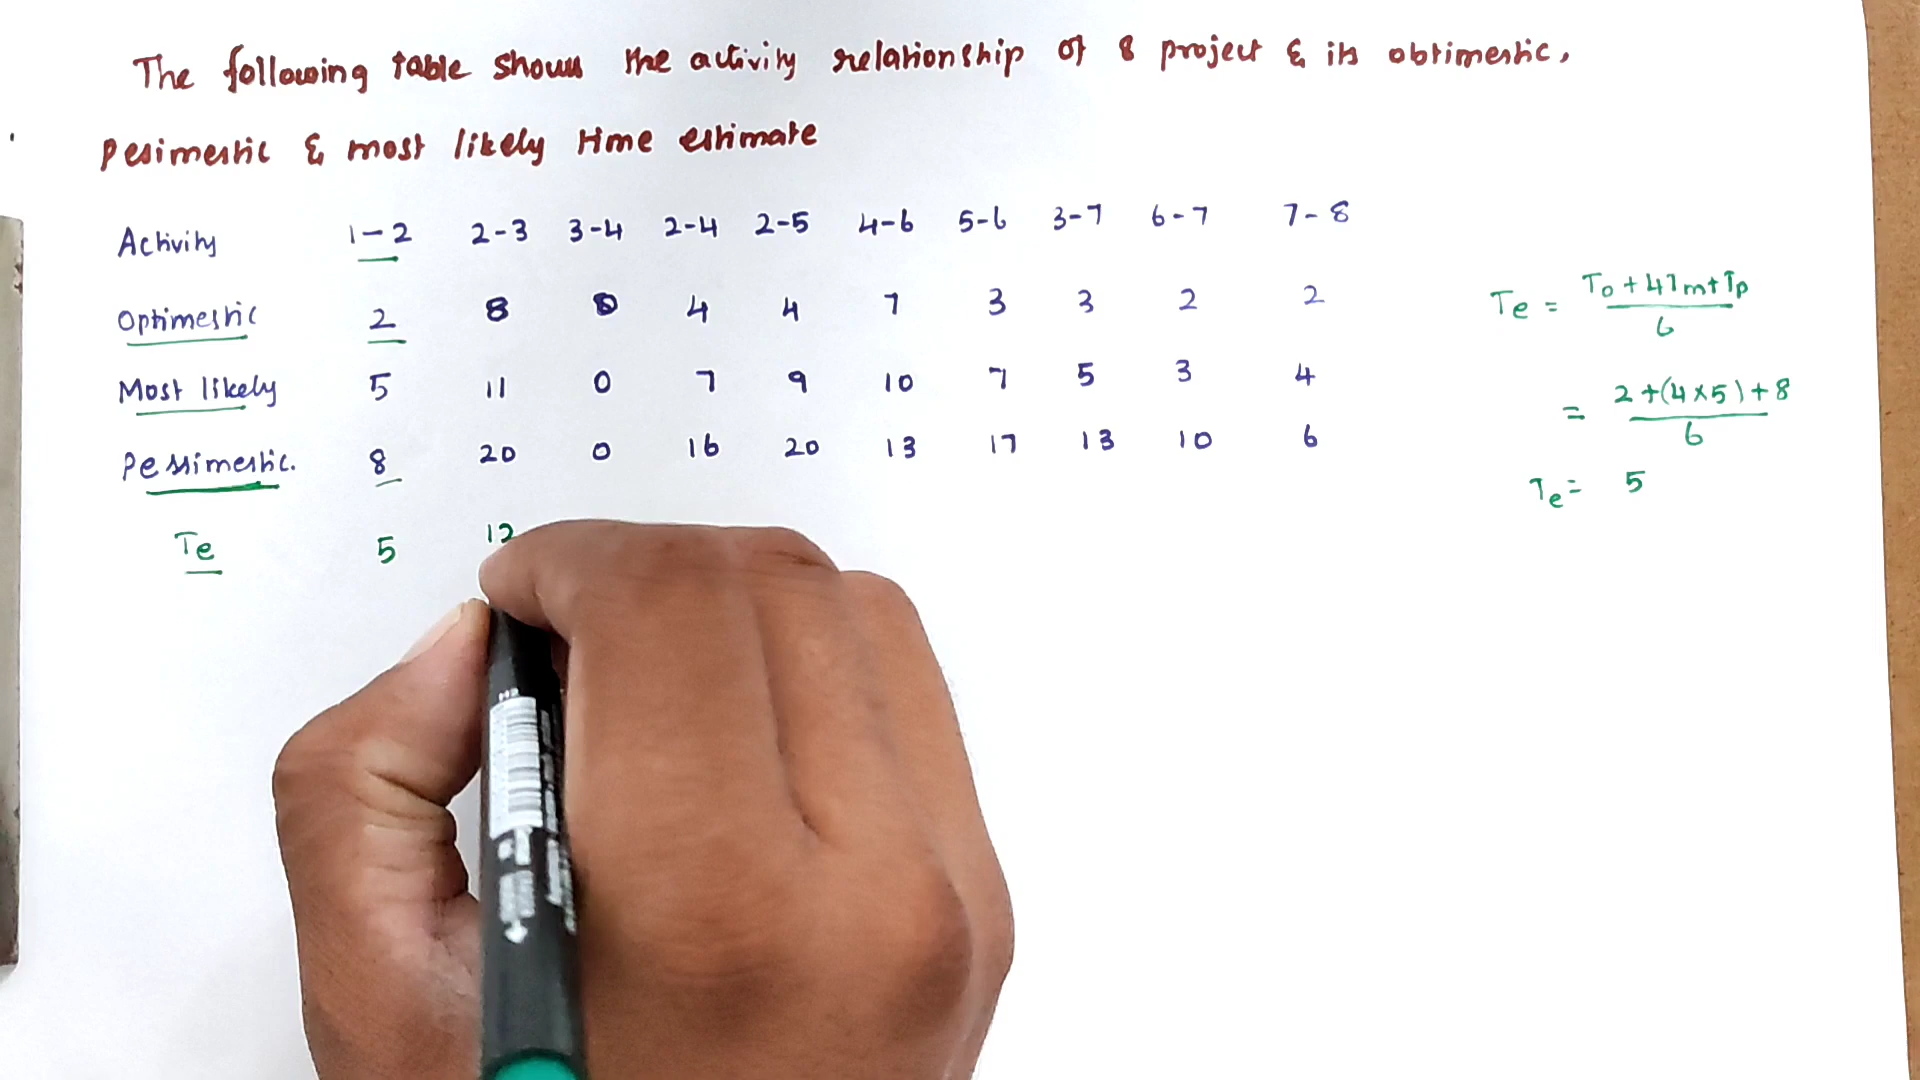 The following table shows the activity relationship of 8 project & its obtimestic,
Pesimestic & most likely time estimate
Activity 1-2 2-3 3-4 2-4 2-5 4-6 5-6 3-7 6-7 7-8
Optimestic 2 8 0 4 4 7 3 3 2 2
Most likely 5 11 0 7 9 10 7 5 3 4
Pessimestic. 8 20 0 16 20 13 17 13 10 6
Te 5 12
Te = To + 4Tm + Tp
6
= 2 + (4 × 5) + 8
6
Te = 5